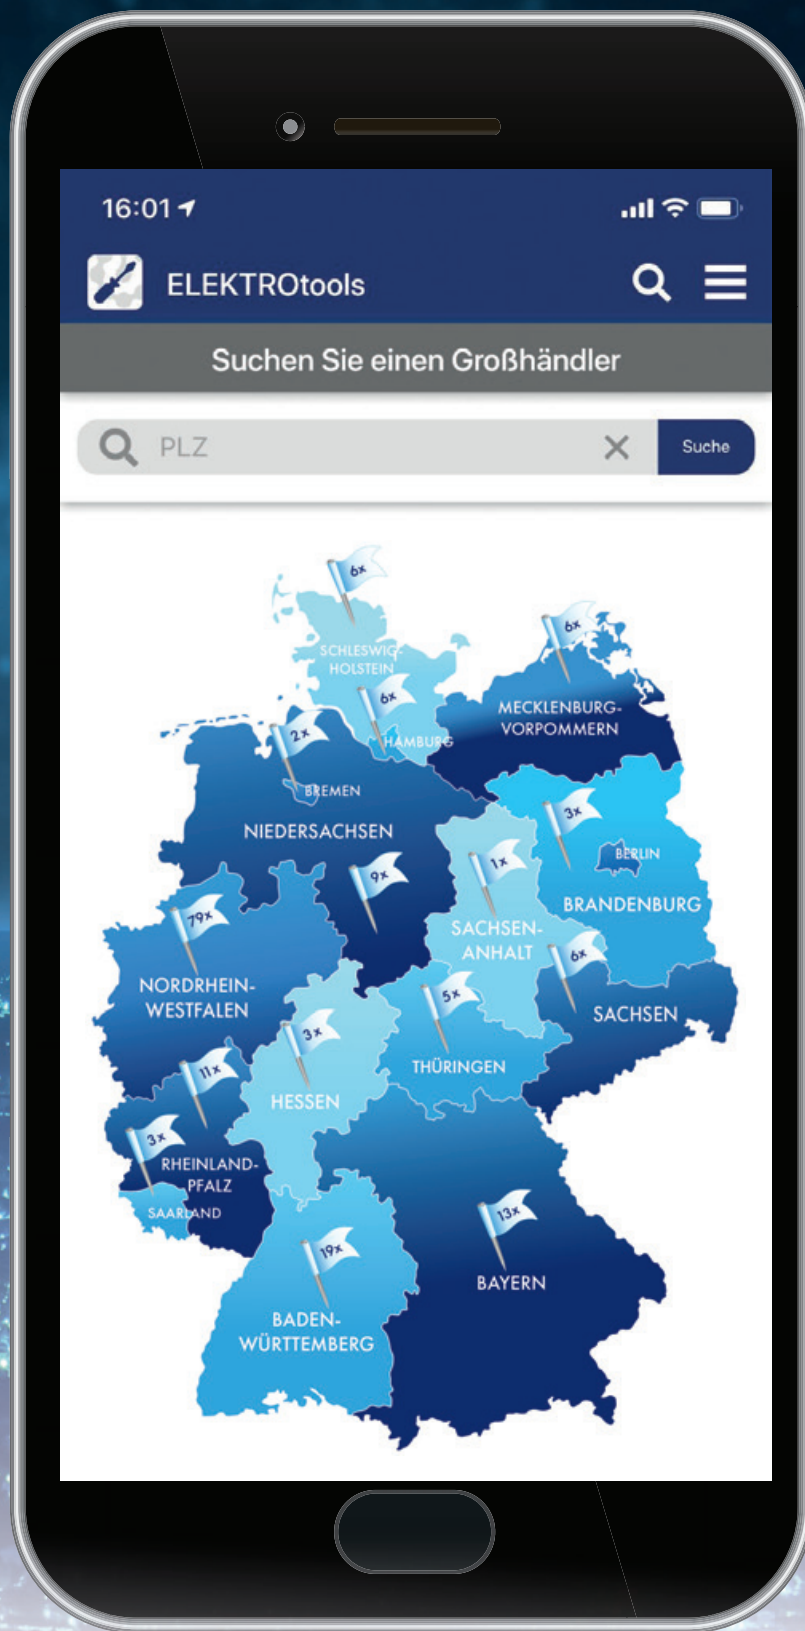 16:01
ELEKTROtools
Suchen Sie einen Großhändler
PLZ
Suche
6x
SCHLESWIG-
HOLSTEIN
6x
MECKLENBURG-
VORPOMMERN
6x
HAMBURG
2x
BREMEN
NIEDERSACHSEN
3x
BERLIN
BRANDENBURG
1x
SACHSEN-
ANHALT
9x
79x
NORDRHEIN-
WESTFALEN
6x
SACHSEN
5x
THÜRINGEN
3x
HESSEN
11x
RHEINLAND-
PFALZ
3x
SAARLAND
13x
BAYERN
19x
BADEN-
WÜRTTEMBERG